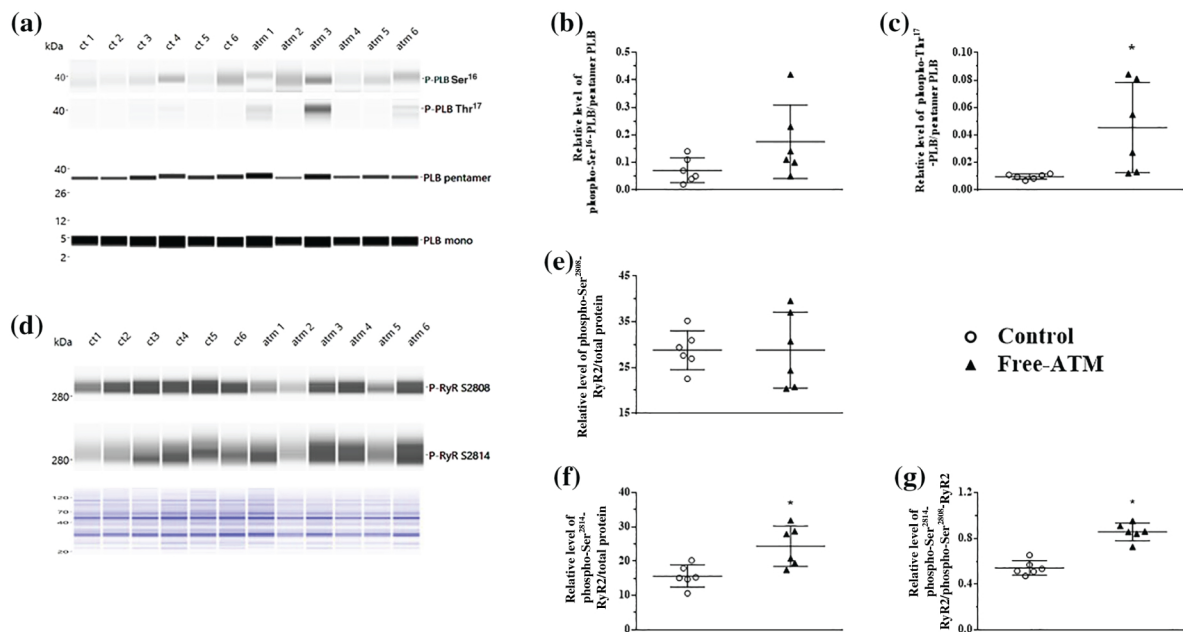 (a)
ct 1 ct 2 ct 3 ct 4 ct 5 ct 6 atm 1 atm 2 atm 3 atm 4 atm 5 atm 6
kDa
40 P-PLB Ser16
40 P-PLB Thr17
40 PLB pentamer
26
12
5 PLB mono
2
(b)
Relative level of
phospho-Ser16-PLB/pentamer PLB
0.5
0.4
0.3
0.2
0.1
0.0
(c)
Relative level of phospho-Thr17
-PLB/pentamer PLB
0.10
0.08
0.06
0.04
0.02
0.00
*
(d)
ct1 ct2 ct3 ct4 ct5 ct6 atm 1 atm 2 atm 3 atm 4 atm 5 atm 6
kDa
280 P-RyR S2808
280 P-RyR S2814
120
70
40
20
(e)
Relative level of phospho-Ser2808-
RyR2/total protein
45
35
25
15
Control
Free-ATM
(f)
Relative level of
phospho-Ser2814-
RyR2/total protein
40
30
20
10
0
*
(g)
Relative level of
phospho-Ser2814-
RyR2/phospho-Ser2808-RyR2
1.2
0.9
0.6
0.3
0.0
*